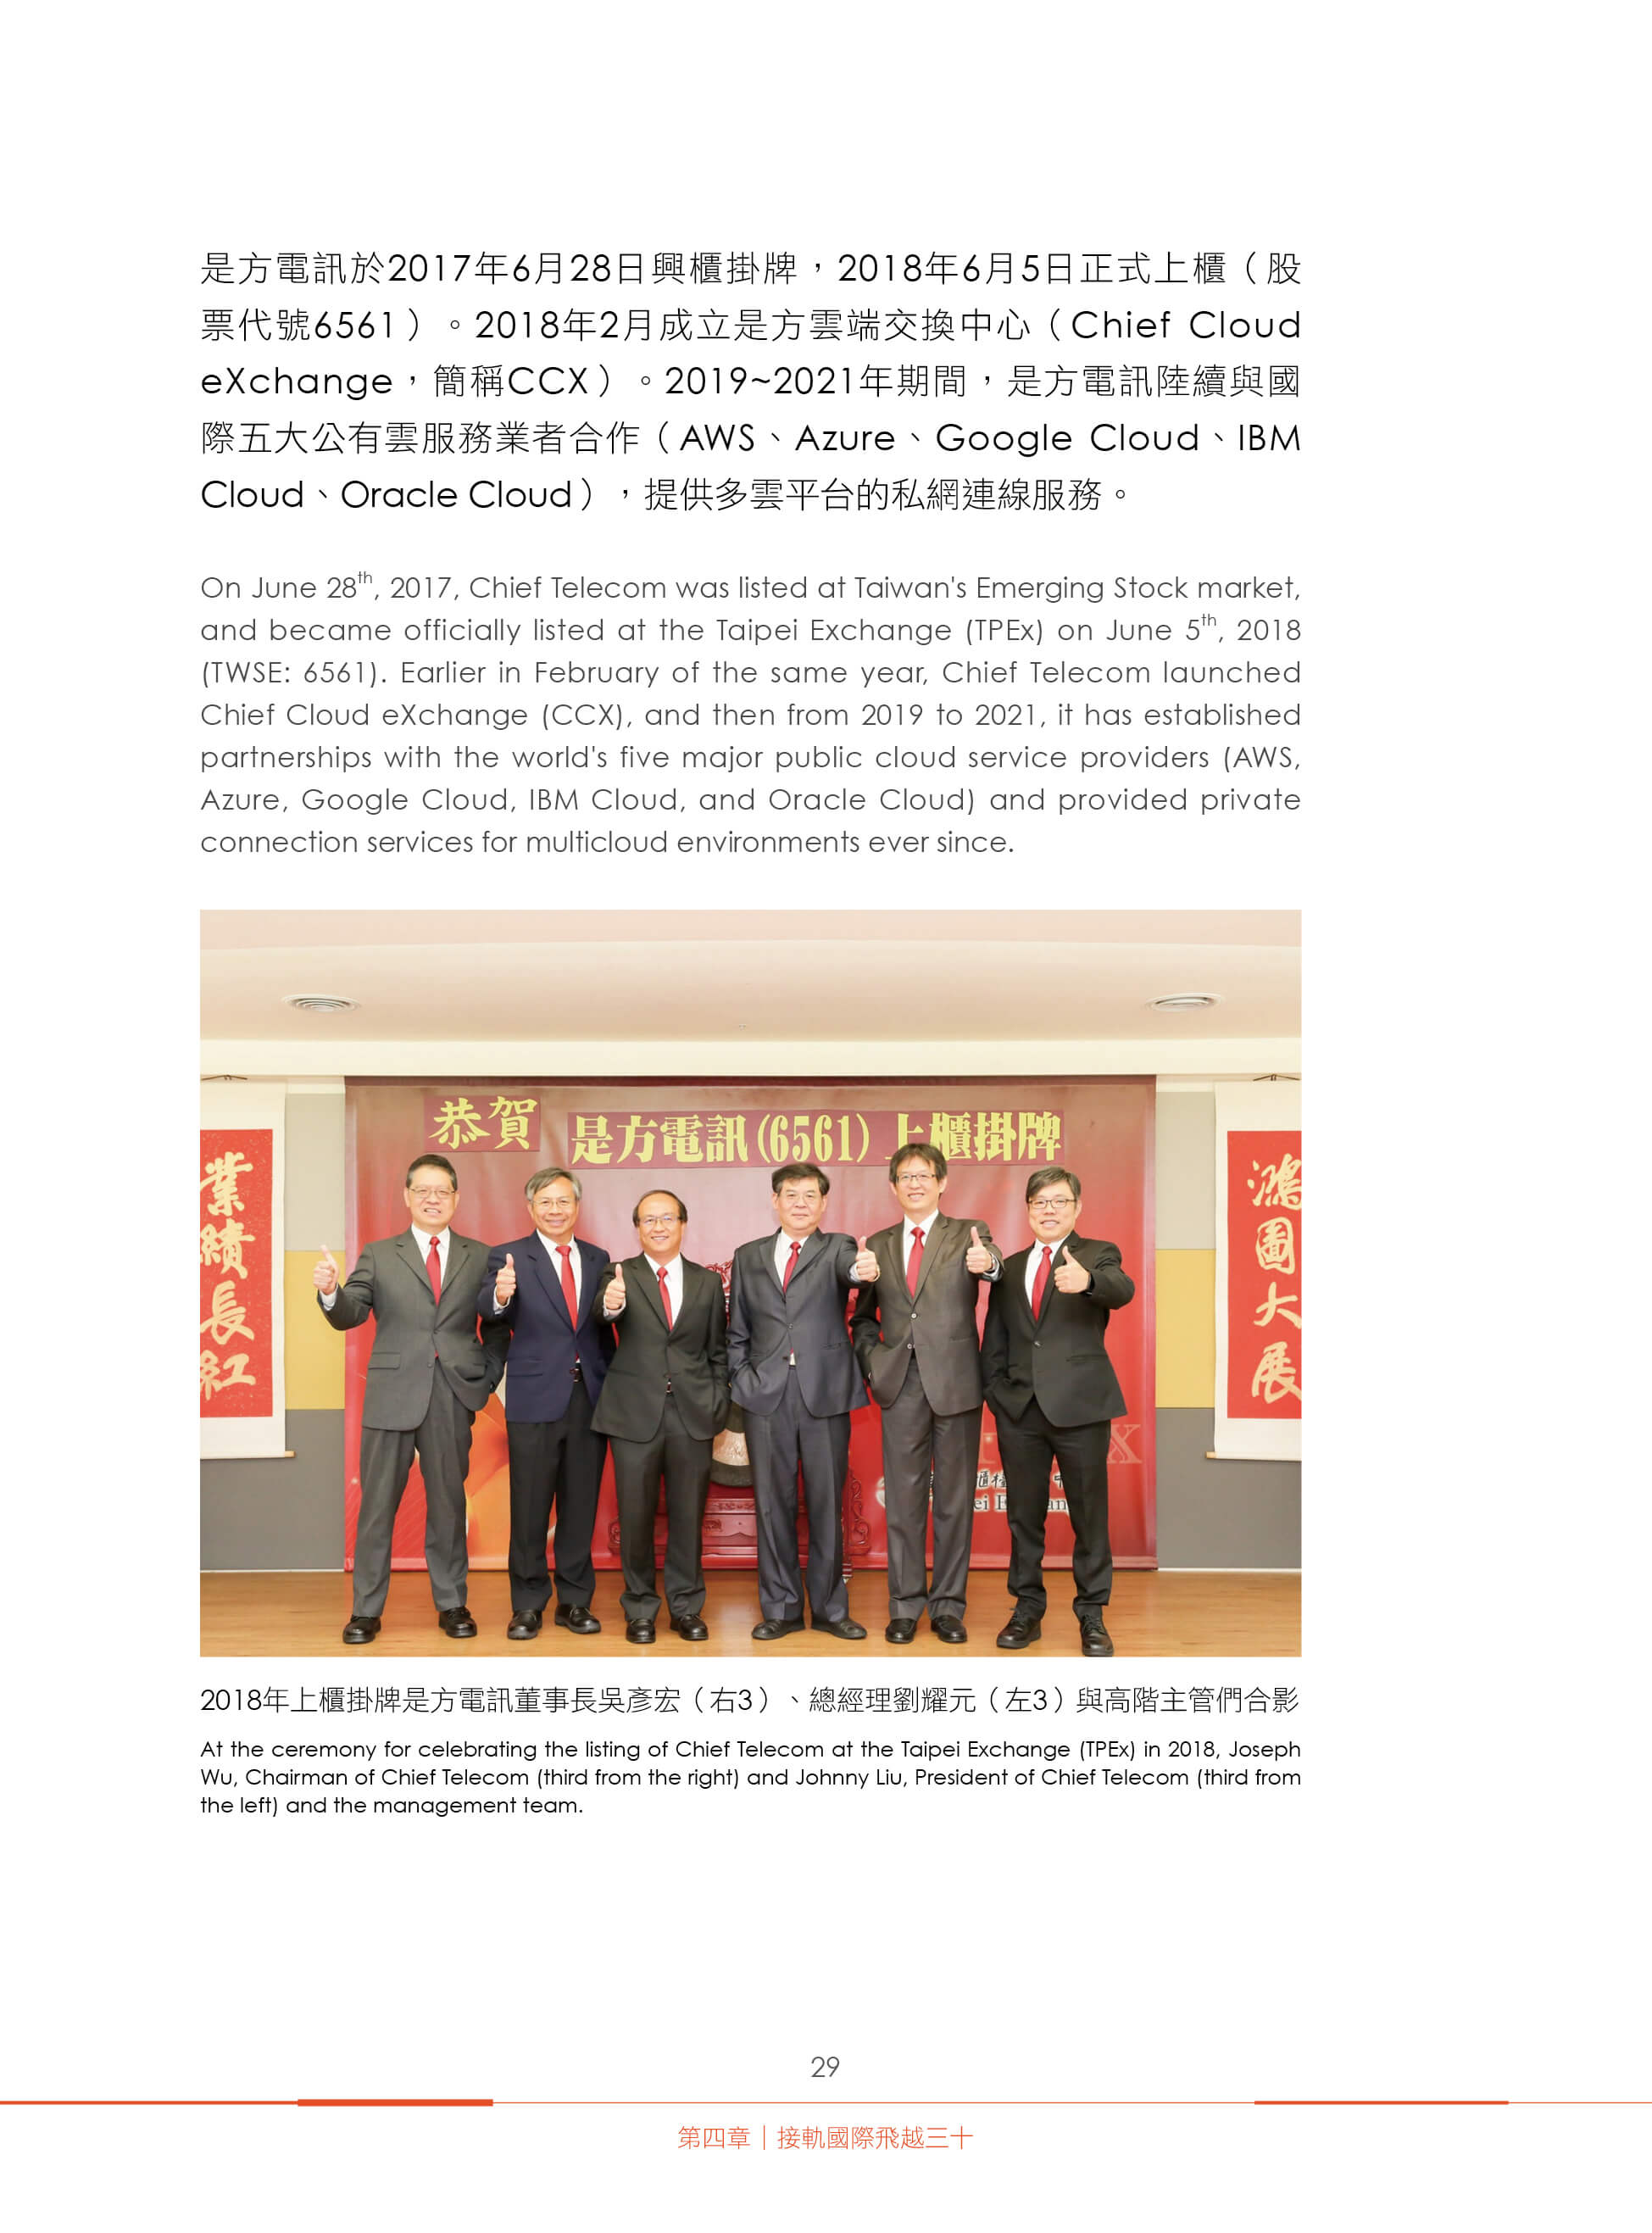 是方電訊於2017年6月28日興櫃掛牌，2018年6月5日正式上櫃（股
票代號6561）。2018年2月成立是方雲端交換中心（Chief Cloud
eXchange，簡稱CCX）。2019~2021年期間，是方電訊陸續與國
際五大公有雲服務業者合作（AWS、Azure、Google Cloud、IBM
Cloud、Oracle Cloud），提供多雲平台的私網連線服務。
On June 28th, 2017, Chief Telecom was listed at Taiwan's Emerging Stock market,
and became officially listed at the Taipei Exchange (TPEx) on June 5th, 2018
(TWSE: 6561). Earlier in February of the same year, Chief Telecom launched
Chief Cloud eXchange (CCX), and then from 2019 to 2021, it has established
partnerships with the world's five major public cloud service providers (AWS,
Azure, Google Cloud, IBM Cloud, and Oracle Cloud) and provided private
connection services for multicloud environments ever since.
恭賀
是方電訊(6561)上櫃掛牌
業績長紅
鴻圖大展
2018年上櫃掛牌是方電訊董事長吳彥宏（右3）、總經理劉耀元（左3）與高階主管們合影
At the ceremony for celebrating the listing of Chief Telecom at the Taipei Exchange (TPEx) in 2018, Joseph
Wu, Chairman of Chief Telecom (third from the right) and Johnny Liu, President of Chief Telecom (third from
the left) and the management team.
29
第四章｜接軌國際飛越三十